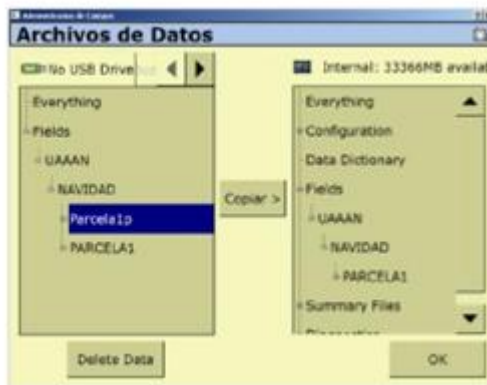 Archivos de Datos
No USB Drive
Internal: 33366MB availa
Everything
Fields
UAAAN
NAVIDAD
Parcela1p
PARCELA1
Copiar >
Everything
Configuration
Data Dictionary
Fields
UAAAN
NAVIDAD
PARCELA1
Summary Files
Delete Data
OK